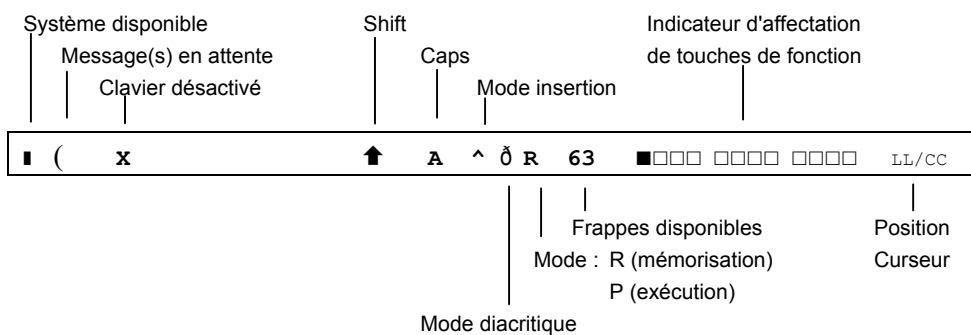 Système disponible Shift Indicateur d'affectation
Message(s) en attente Caps de touches de fonction
Clavier désactivé Mode insertion
▮ ( X ⬆ A ^ ð R 63 ■□□□ □□□□ □□□□ LL/CC
Frappes disponibles Position
Mode : R (mémorisation) Curseur
P (exécution)
Mode diacritique